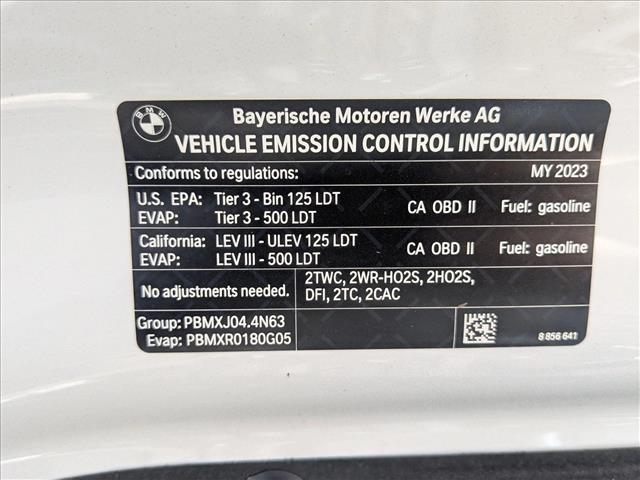 BMW
Bayerische Motoren Werke AG
VEHICLE EMISSION CONTROL INFORMATION
Conforms to regulations: MY 2023
U.S. EPA: Tier 3 - Bin 125 LDT CA OBD II Fuel: gasoline
EVAP: Tier 3 - 500 LDT
California: LEV III - ULEV 125 LDT CA OBD II Fuel: gasoline
EVAP: LEV III - 500 LDT
No adjustments needed.
2TWC, 2WR-HO2S, 2HO2S,
DFI, 2TC, 2CAC
Group: PBMXJ04.4N63
Evap: PBMXR0180G05
8 856 641